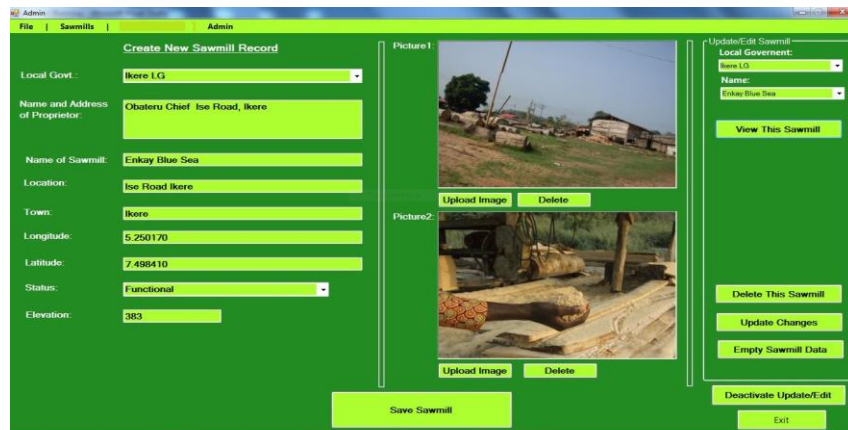 Admin
File | Sawmills | Admin
Create New Sawmill Record
Local Govt.: Ikere LG
Name and Address of Proprietor:
Obateru Chief Ise Road, Ikere
Name of Sawmill: Enkay Blue Sea
Location: Ise Road Ikere
Town: Ikere
Longitude: 5.250170
Latitude: 7.498410
Status: Functional
Elevation: 383
Picture1:
Upload Image Delete
Picture2:
Upload Image Delete
Save Sawmill
Update/Edit Sawmill
Local Goverment:
Ikere LG
Name:
Enkay Blue Sea
View This Sawmill
Delete This Sawmill
Update Changes
Empty Sawmill Data
Deactivate Update/Edit
Exit